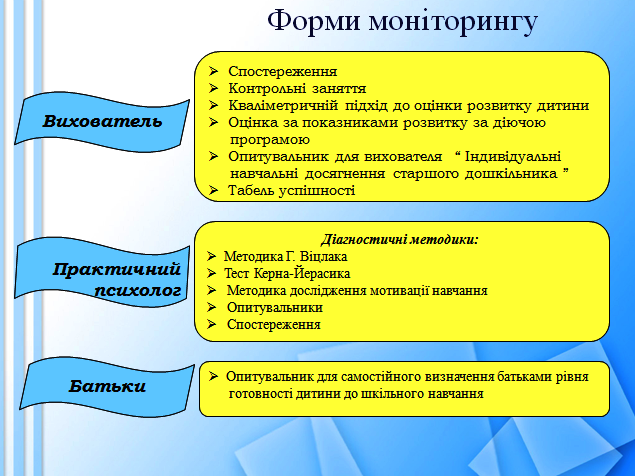 Форми моніторингу
Вихователь
➢ Спостереження
➢ Контрольні заняття
➢ Кваліметричній підхід до оцінки розвитку дитини
➢ Оцінка за показниками розвитку за діючою
програмою
➢ Опитувальник для вихователя “ Індивідуальні
навчальні досягнення старшого дошкільника ”
➢ Табель успішності
Практичний
психолог
Діагностичні методики:
➢ Методика Г. Віцлака
➢ Тест Керна-Йерасика
➢ Методика дослідження мотивації навчання
➢ Опитувальники
➢ Спостереження
Батьки
➢ Опитувальник для самостійного визначення батьками рівня
готовності дитини до шкільного навчання